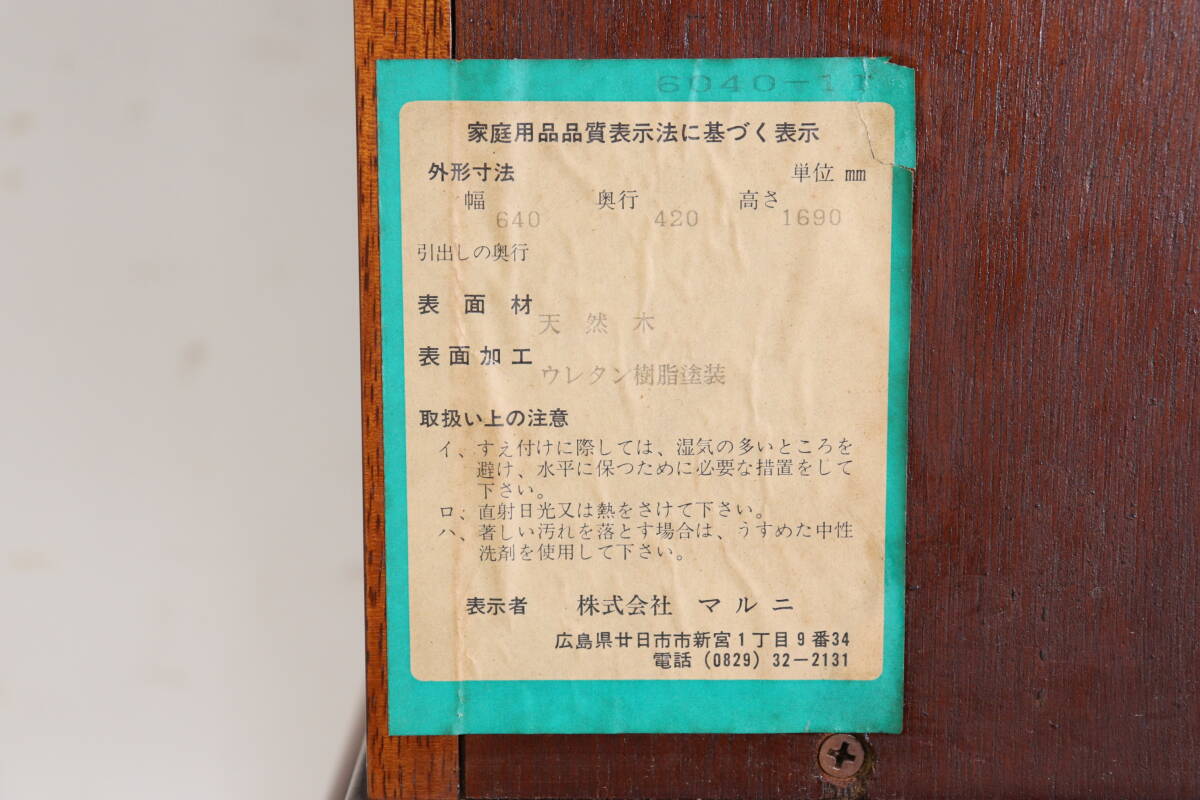 6040-11
家庭用品品質表示法に基づく表示
外形寸法 単位 mm
幅 640 奥行 420 高さ 1690
引出しの奥行
表面材 天然木
表面加工 ウレタン樹脂塗装
取扱い上の注意
イ、すえ付けに際しては、湿気の多いところを
避け、水平に保つために必要な措置をして
下さい。
ロ、直射日光又は熱をさけて下さい。
ハ、著しい汚れを落とす場合は、うすめた中性
洗剤を使用して下さい。
表示者 株式会社 マルニ
広島県廿日市市新宮1丁目9番34
電話 (0829) 32-2131